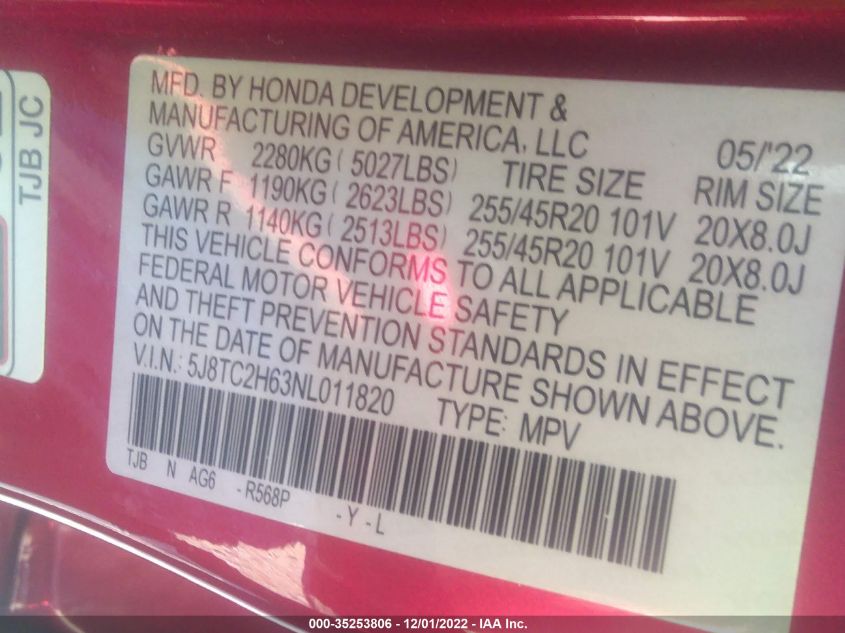 TJB JC
MFD. BY HONDA DEVELOPMENT &
MANUFACTURING OF AMERICA, LLC 05/'22
GVWR 2280KG ( 5027LBS) TIRE SIZE RIM SIZE
GAWR F 1190KG ( 2623LBS) 255/45R20 101V 20X8.0J
GAWR R 1140KG ( 2513LBS) 255/45R20 101V 20X8.0J
THIS VEHICLE CONFORMS TO ALL APPLICABLE
FEDERAL MOTOR VEHICLE SAFETY
AND THEFT PREVENTION STANDARDS IN EFFECT
ON THE DATE OF MANUFACTURE SHOWN ABOVE.
V.I.N.: 5J8TC2H63NL011820 TYPE: MPV
TJB N AG6 - R568P - Y - L
000-35253806 - 12/01/2022 - IAA Inc.